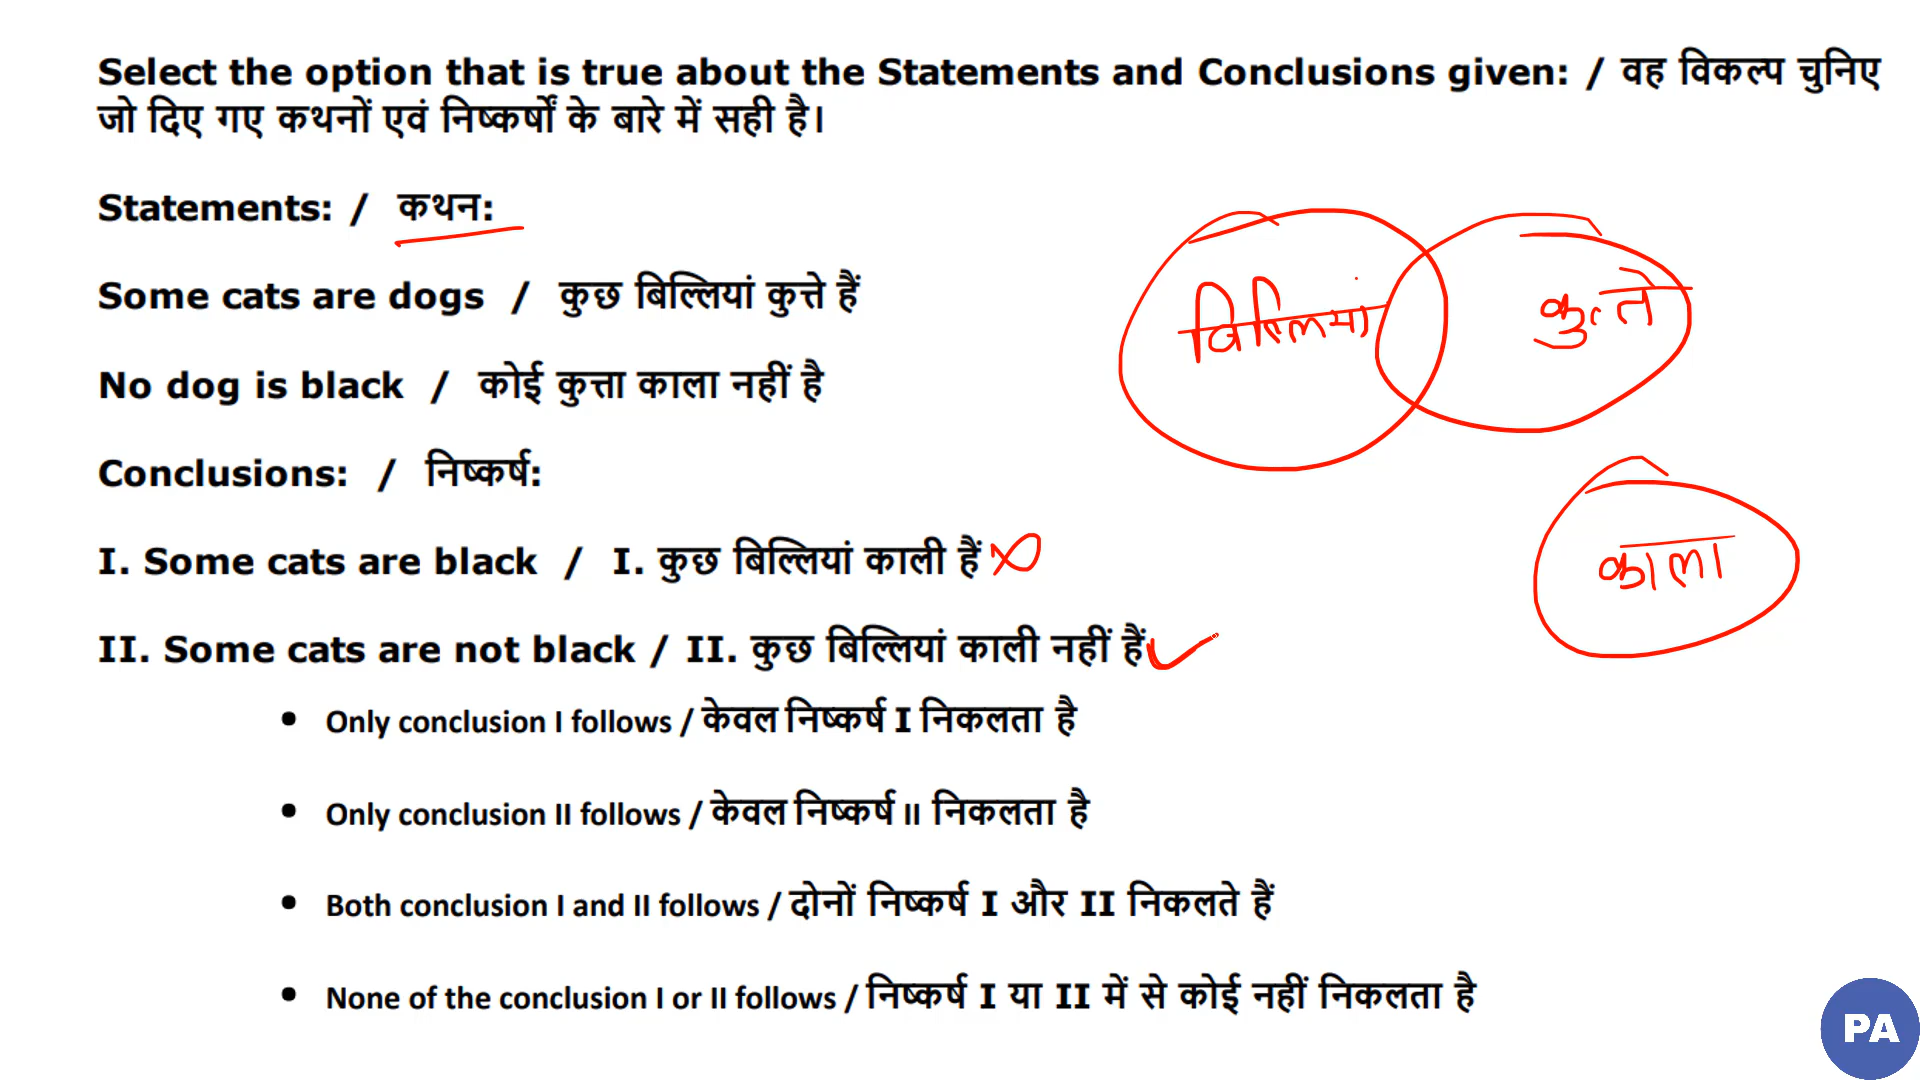 Select the option that is true about the Statements and Conclusions given: / वह विकल्प चुनिए
जो दिए गए कथनों एवं निष्कर्षों के बारे में सही है।
Statements: / कथन:
Some cats are dogs / कुछ बिल्लियां कुत्ते हैं
No dog is black / कोई कुत्ता काला नहीं है
Conclusions: / निष्कर्ष:
I. Some cats are black / I. कुछ बिल्लियां काली हैं
II. Some cats are not black / II. कुछ बिल्लियां काली नहीं हैं
• Only conclusion I follows / केवल निष्कर्ष I निकलता है
• Only conclusion II follows / केवल निष्कर्ष II निकलता है
• Both conclusion I and II follows / दोनों निष्कर्ष I और II निकलते हैं
• None of the conclusion I or II follows / निष्कर्ष I या II में से कोई नहीं निकलता है
बिल्लियां
कुत्ते
काला
PA